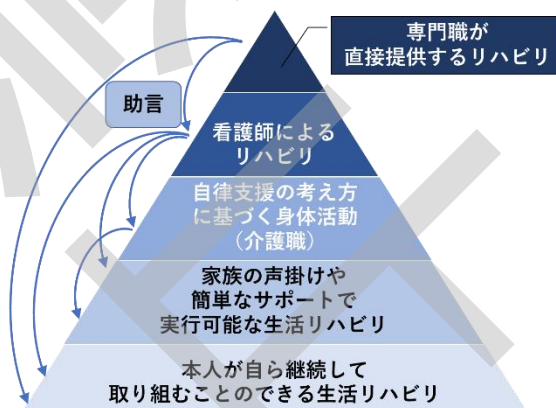 専門職が
直接提供するリハビリ
助言
看護師による
リハビリ
自律支援の考え方
に基づく身体活動
（介護職）
家族の声掛けや
簡単なサポートで
実行可能な生活リハビリ
本人が自ら継続して
取り組むことのできる生活リハビリ